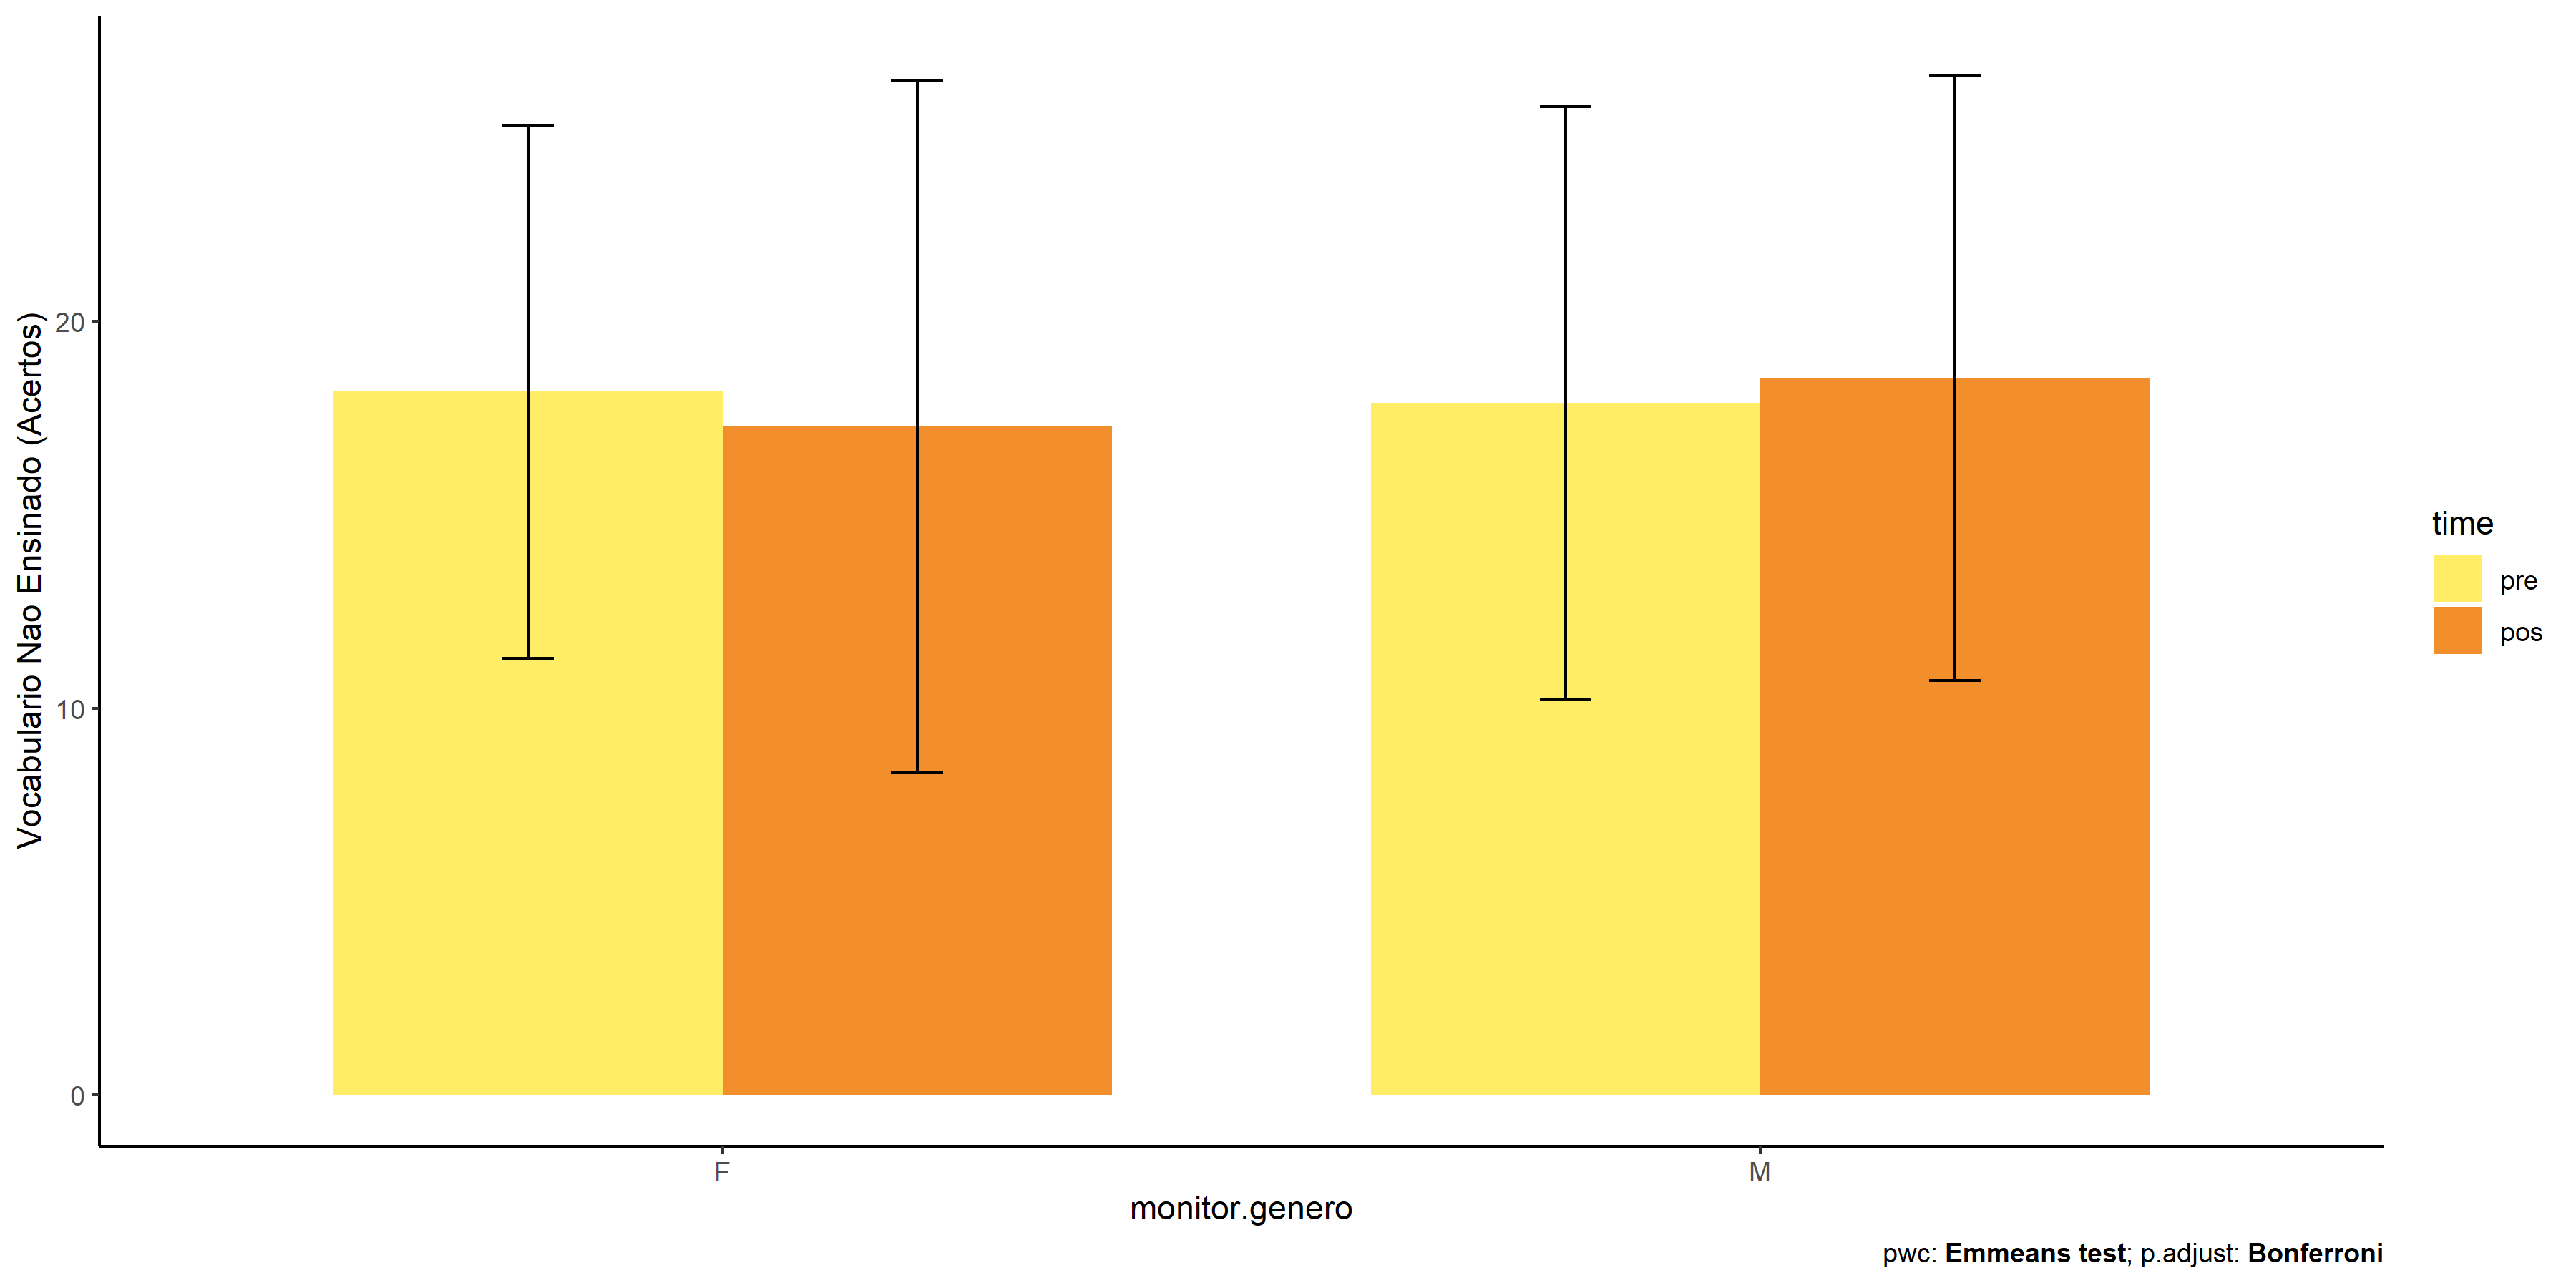 Vocabulario Nao Ensinado (Acertos)
20
10
0
F
M
monitor.genero
time
pre
pos
pwc: Emmeans test; p.adjust: Bonferroni